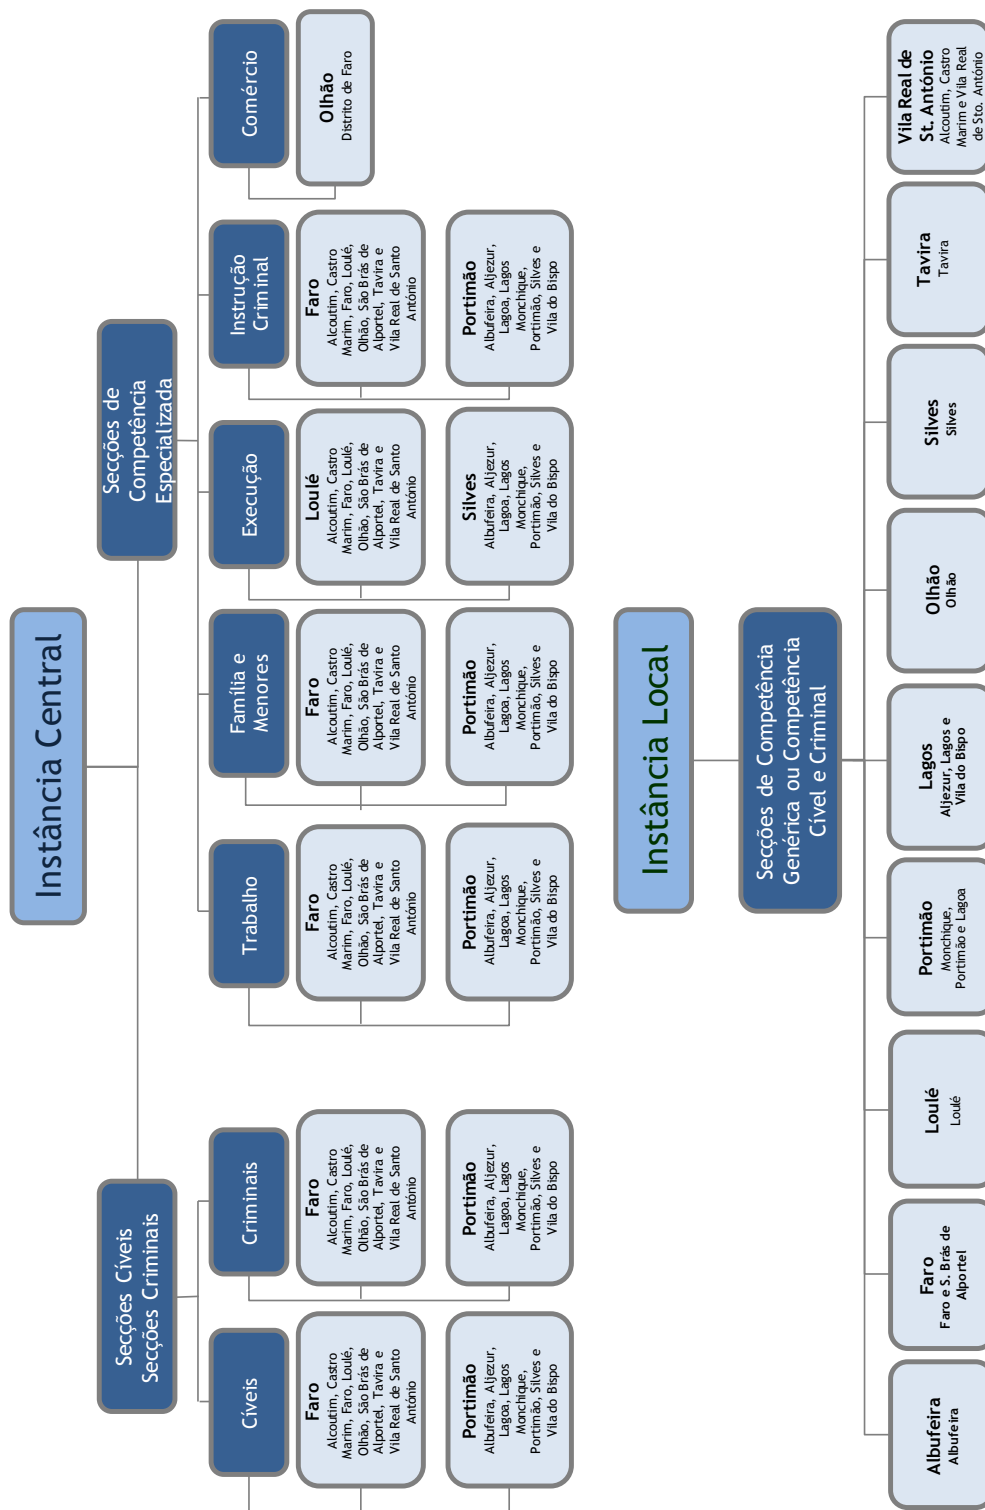 Instância Central
Secções Cíveis
Secções Criminais
Secções de
Competência
Especializada
Cíveis
Criminais
Trabalho
Família e
Menores
Execução
Instrução
Criminal
Comércio
Faro
Alcoutim, Castro
Marim, Faro, Loulé,
Olhão, São Brás de
Alportel, Tavira e
Vila Real de Santo
António
Faro
Alcoutim, Castro
Marim, Faro, Loulé,
Olhão, São Brás de
Alportel, Tavira e
Vila Real de Santo
António
Faro
Alcoutim, Castro
Marim, Faro, Loulé,
Olhão, São Brás de
Alportel, Tavira e
Vila Real de Santo
António
Faro
Alcoutim, Castro
Marim, Faro, Loulé,
Olhão, São Brás de
Alportel, Tavira e
Vila Real de Santo
António
Loulé
Alcoutim, Castro
Marim, Faro, Loulé,
Olhão, São Brás de
Alportel, Tavira e
Vila Real de Santo
António
Faro
Alcoutim, Castro
Marim, Faro, Loulé,
Olhão, São Brás de
Alportel, Tavira e
Vila Real de Santo
António
Olhão
Distrito de Faro
Portimão
Albufeira, Aljezur,
Lagoa, Lagos
Monchique,
Portimão, Silves e
Vila do Bispo
Portimão
Albufeira, Aljezur,
Lagoa, Lagos
Monchique,
Portimão, Silves e
Vila do Bispo
Portimão
Albufeira, Aljezur,
Lagoa, Lagos
Monchique,
Portimão, Silves e
Vila do Bispo
Portimão
Albufeira, Aljezur,
Lagoa, Lagos
Monchique,
Portimão, Silves e
Vila do Bispo
Silves
Albufeira, Aljezur,
Lagoa, Lagos
Monchique,
Portimão, Silves e
Vila do Bispo
Portimão
Albufeira, Aljezur,
Lagoa, Lagos
Monchique,
Portimão, Silves e
Vila do Bispo
Instância Local
Secções de Competência
Genérica ou Competência
Cível e Criminal
Albufeira
Albufeira
Faro
Faro e S. Brás de
Alportel
Loulé
Loulé
Portimão
Monchique,
Portimão e Lagoa
Lagos
Aljezur, Lagos e
Vila do Bispo
Olhão
Olhão
Silves
Silves
Tavira
Tavira
Vila Real de
St. António
Alcoutim, Castro
Marim e Vila Real
de Sto. António